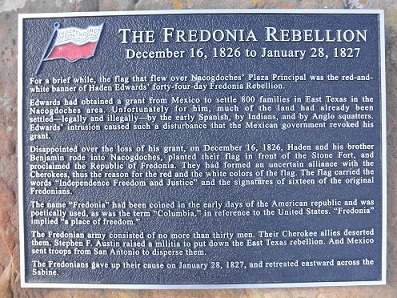 THE FREDONIA REBELLION
December 16, 1826 to January 28, 1827
For a brief while, the flag that flew over Nacogdoches' Plaza Principal was the red-and-
white banner of Haden Edwards' forty-four-day Fredonia Rebellion.
Edwards had obtained a grant from Mexico to settle 800 families in East Texas in the
Nacogdoches area. Unfortunately for him, much of the land had already been
settled—legally and illegally—by the early Spanish, by Indians, and by Anglo squatters.
Edwards' intrusion caused such a disturbance that the Mexican government revoked his
grant.
Disappointed over the loss of his grant, on December 16, 1826, Haden and his brother
Benjamin rode into Nacogdoches, planted their flag in front of the Stone Fort, and
proclaimed the Republic of Fredonia. They had formed an uncertain alliance with the
Cherokees, thus the reason for the red and the white colors of the flag. The flag carried the
words "Independence Freedom and Justice" and the signatures of sixteen of the original
Fredonians.
The name "Fredonia" had been coined in the early days of the American republic and was
poetically used, as was the term "Columbia," in reference to the United States. "Fredonia"
implied "a place of freedom."
The Fredonian army consisted of no more than thirty men. Their Cherokee allies deserted
them. Stephen F. Austin raised a militia to put down the East Texas rebellion. And Mexico
sent troops from San Antonio to disperse them.
The Fredonians gave up their cause on January 28, 1827, and retreated eastward across the
Sabine.